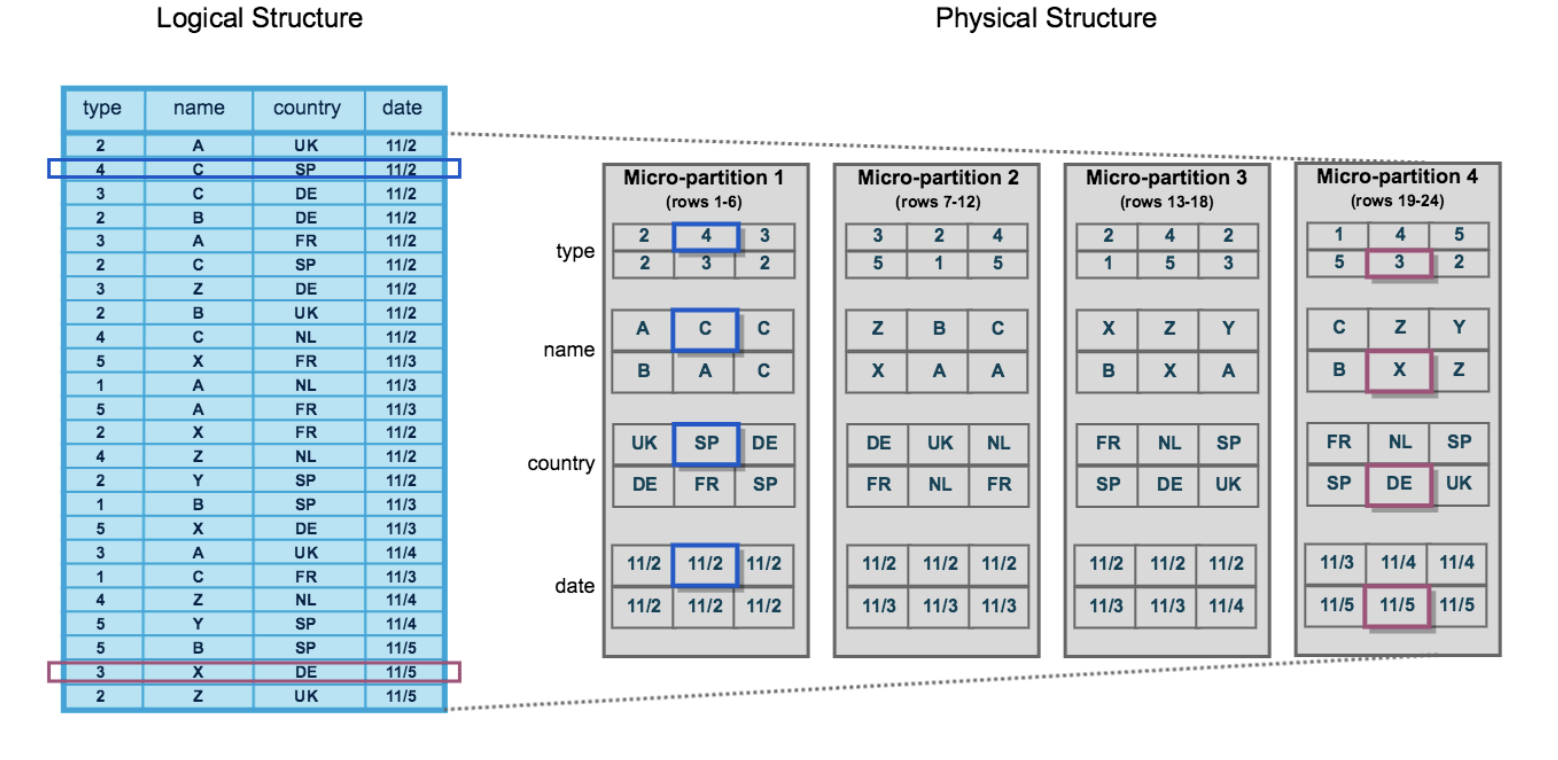 Logical Structure
Physical Structure
type name country date
2 A UK 11/2
4 C SP 11/2
3 C DE 11/2
2 B DE 11/2
3 A FR 11/2
2 C SP 11/2
3 Z DE 11/2
2 B UK 11/2
4 C NL 11/2
5 X FR 11/3
1 A NL 11/3
5 A FR 11/3
2 X FR 11/2
4 Z NL 11/2
2 Y SP 11/2
1 B SP 11/3
5 X DE 11/3
3 A UK 11/4
1 C FR 11/3
4 Z NL 11/4
5 Y SP 11/4
5 B SP 11/5
3 X DE 11/5
2 Z UK 11/5
type
name
country
date
Micro-partition 1
(rows 1-6)
2 4 3
2 3 2
A C C
B A C
UK SP DE
DE FR SP
11/2 11/2 11/2
11/2 11/2 11/2
Micro-partition 2
(rows 7-12)
3 2 4
5 1 5
Z B C
X A A
DE UK NL
FR NL FR
11/2 11/2 11/2
11/3 11/3 11/3
Micro-partition 3
(rows 13-18)
2 4 2
1 5 3
X Z Y
B X A
FR NL SP
SP DE UK
11/2 11/2 11/2
11/3 11/3 11/4
Micro-partition 4
(rows 19-24)
1 4 5
5 3 2
C Z Y
B X Z
FR NL SP
SP DE UK
11/3 11/4 11/4
11/5 11/5 11/5